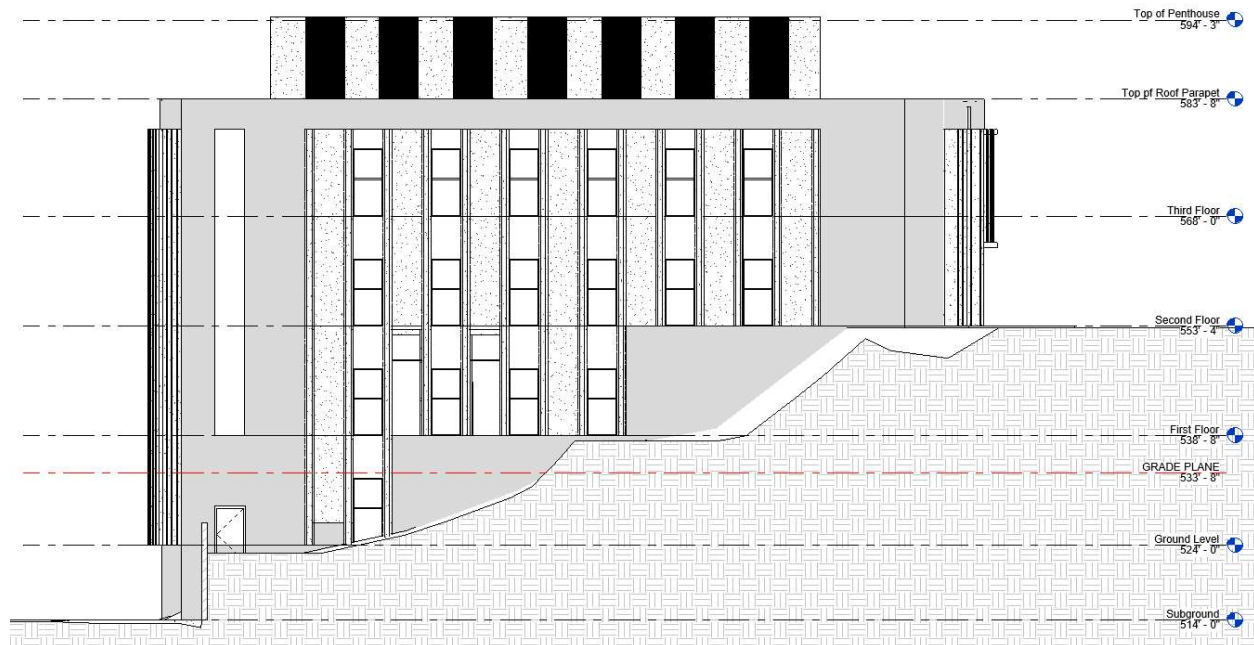 Top of Penthouse
594' - 3"
Top pf Roof Parapet
583' - 8"
Third Floor
568' - 0"
Second Floor
553' - 4"
First Floor
538' - 8"
GRADE PLANE
533' - 8"
Ground Level
524' - 0"
Subground
514' - 0"